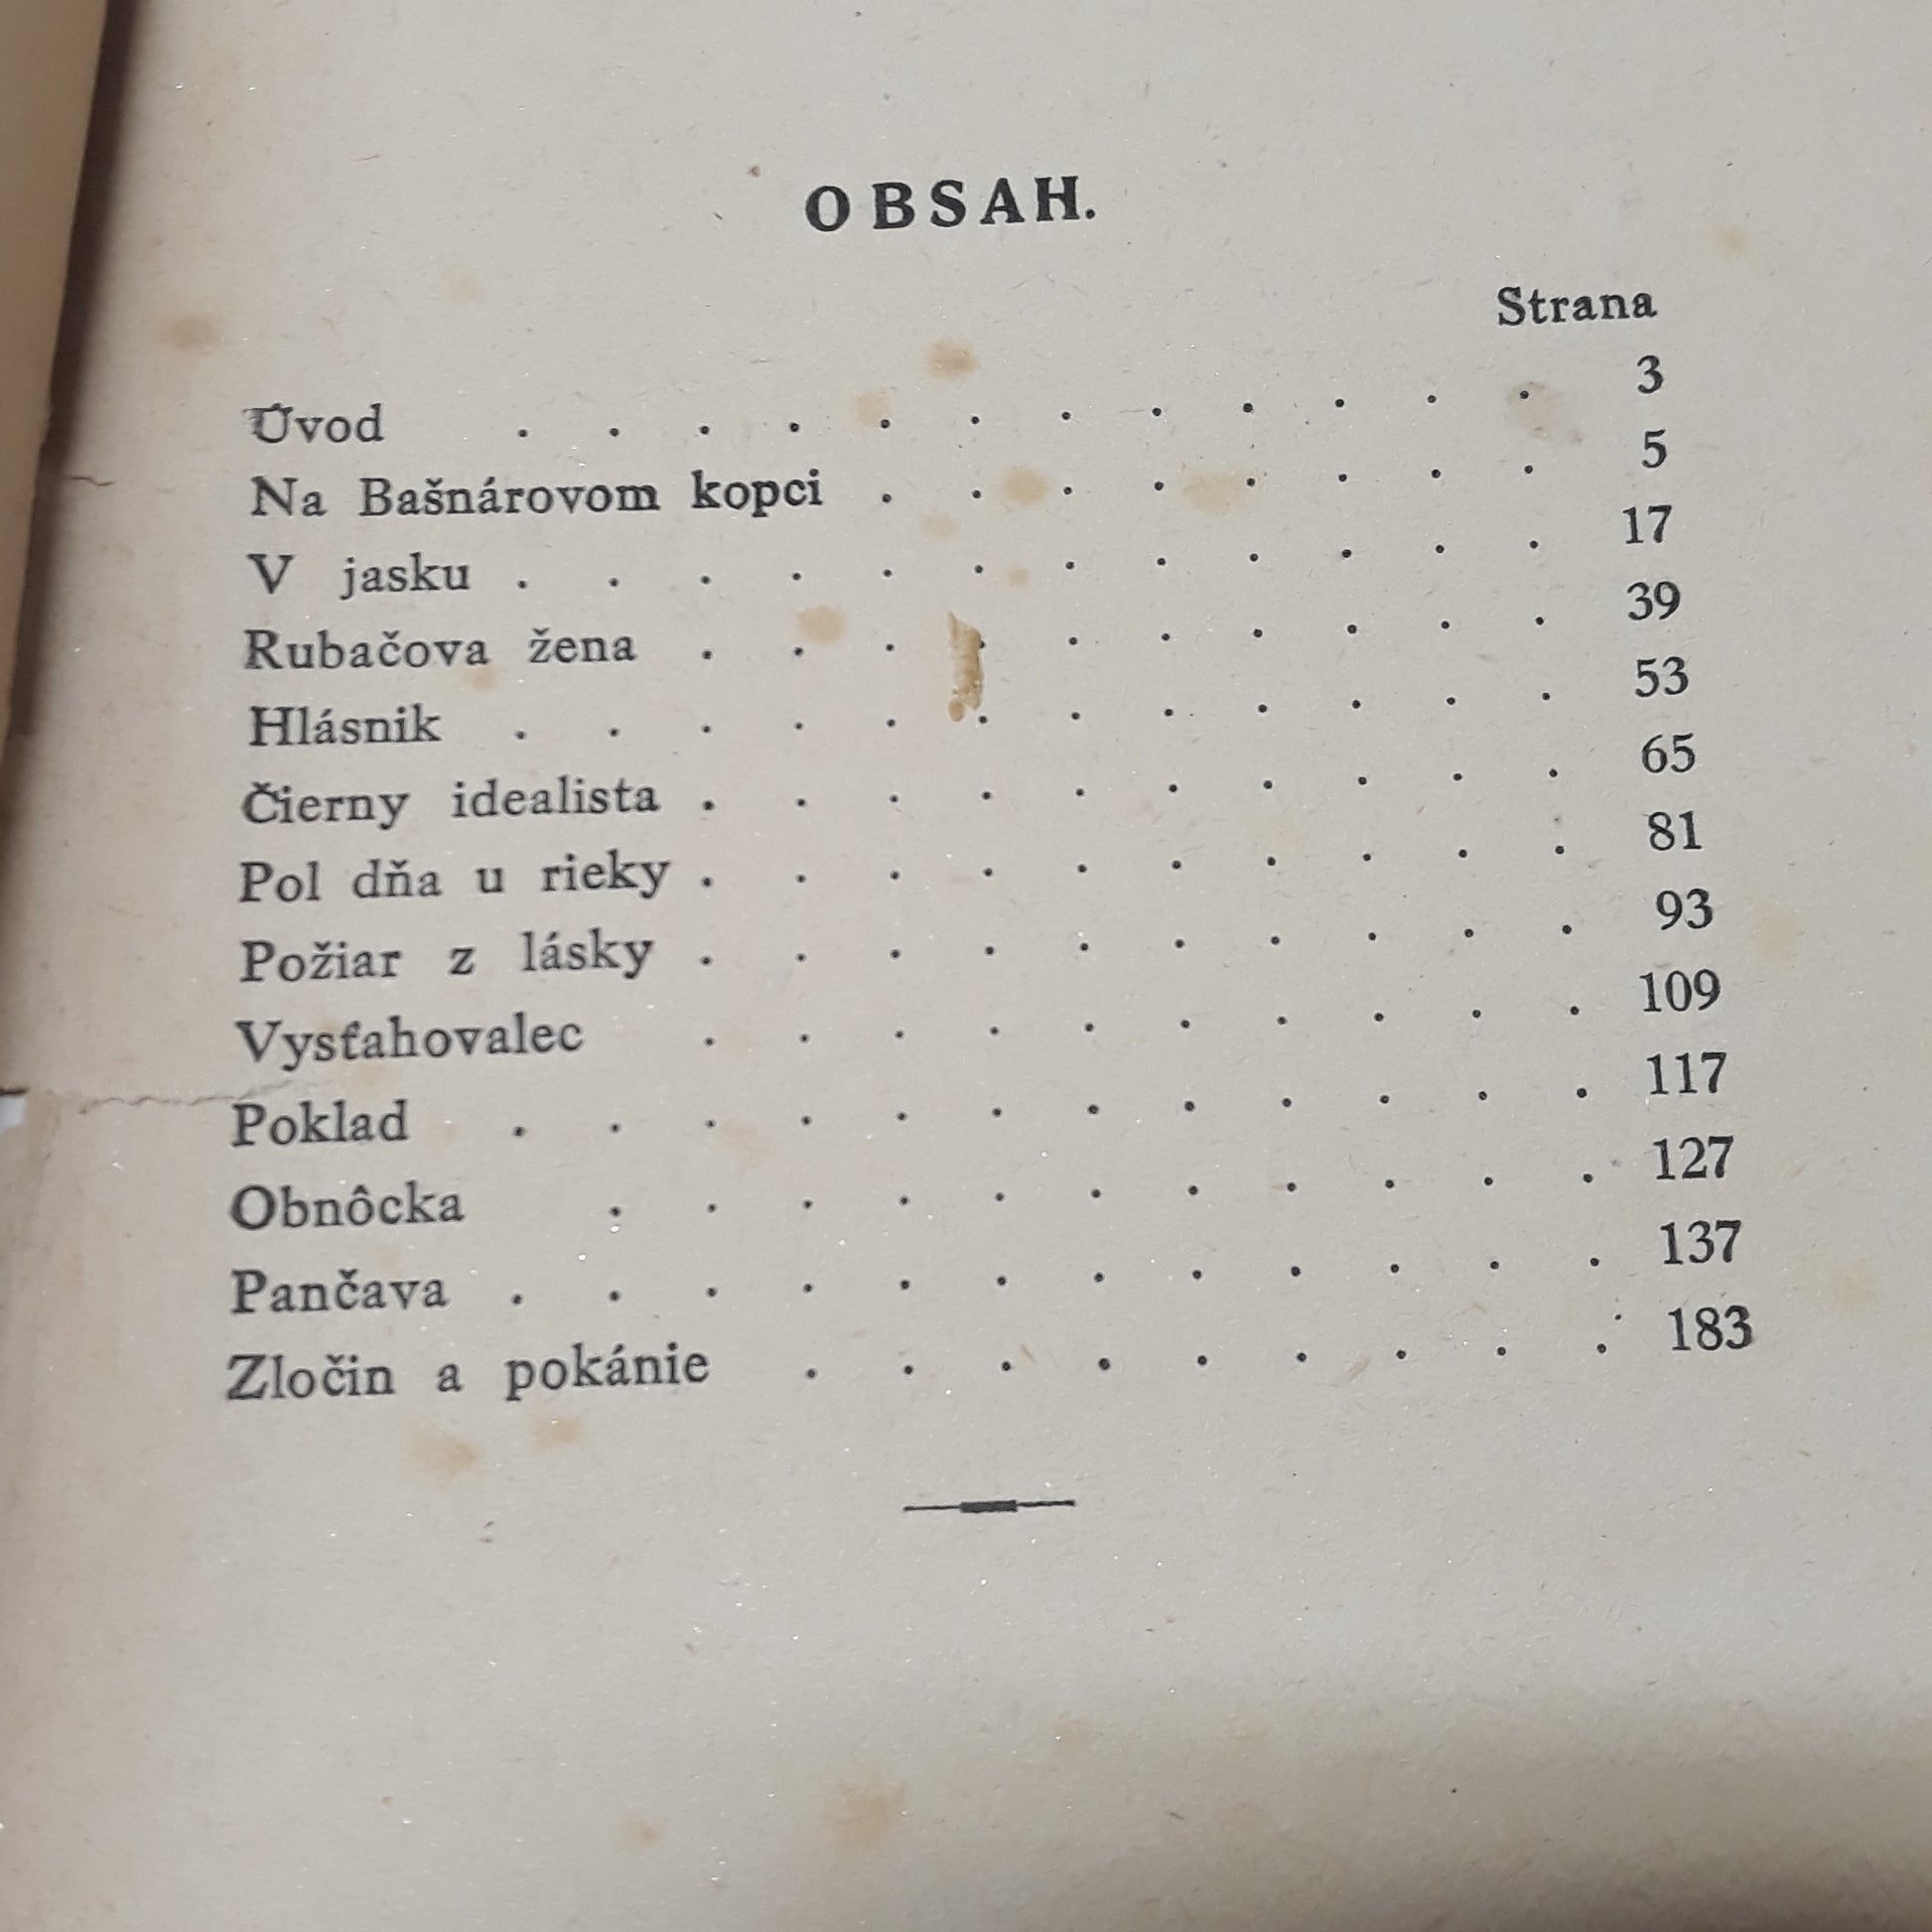 OBSAH.
Strana
Úvod . . . . . . . . . . . . 3
Na Bašnárovom kopci . . . . . . . . 5
V jasku . . . . . . . . . . . . 17
Rubačova žena . . . . . . . . . . 39
Hlásnik . . . . . . . . . . . . 53
Čierny idealista . . . . . . . . . . 65
Pol dňa u rieky . . . . . . . . . . 81
Požiar z lásky . . . . . . . . . . 93
Vysťahovalec . . . . . . . . . . 109
Poklad . . . . . . . . . . . . 117
Obnôcka . . . . . . . . . . . 127
Pančava . . . . . . . . . . . . 137
Zločin a pokánie . . . . . . . . . 183